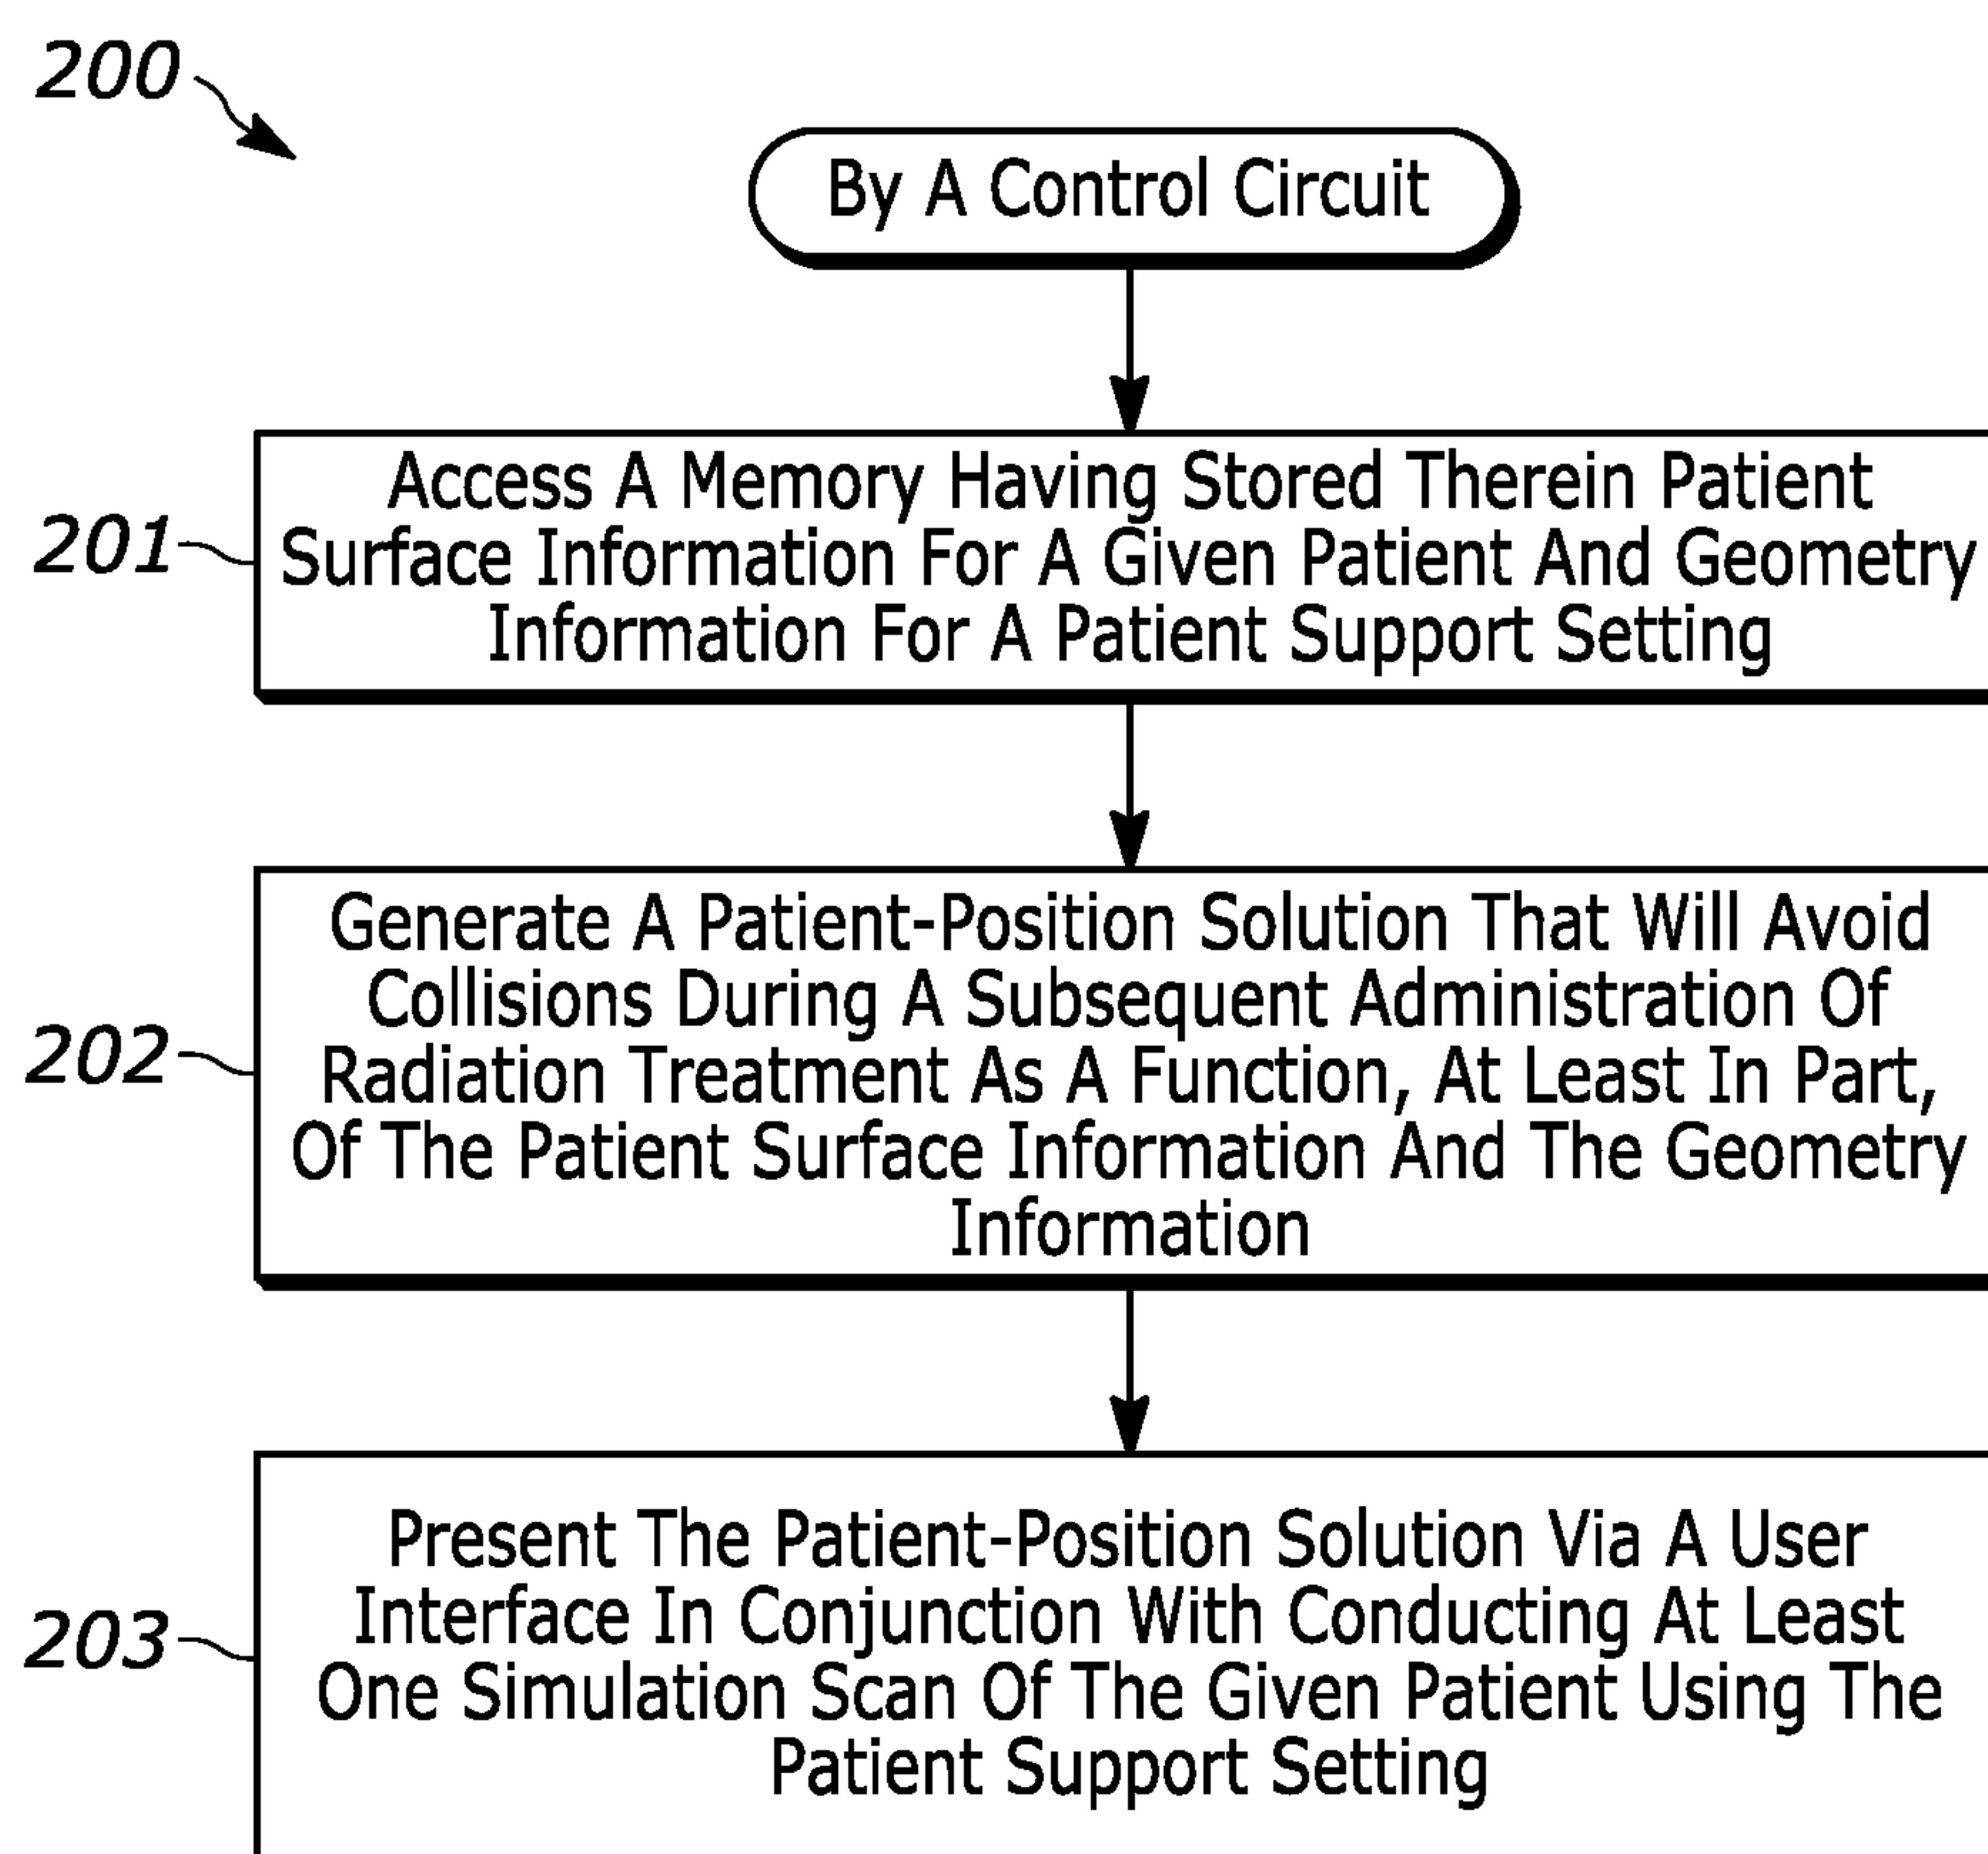 200
By A Control Circuit
201
Access A Memory Having Stored Therein Patient
Surface Information For A Given Patient And Geometry
Information For A Patient Support Setting
202
Generate A Patient-Position Solution That Will Avoid
Collisions During A Subsequent Administration Of
Radiation Treatment As A Function, At Least In Part,
Of The Patient Surface Information And The Geometry
Information
203
Present The Patient-Position Solution Via A User
Interface In Conjunction With Conducting At Least
One Simulation Scan Of The Given Patient Using The
Patient Support Setting